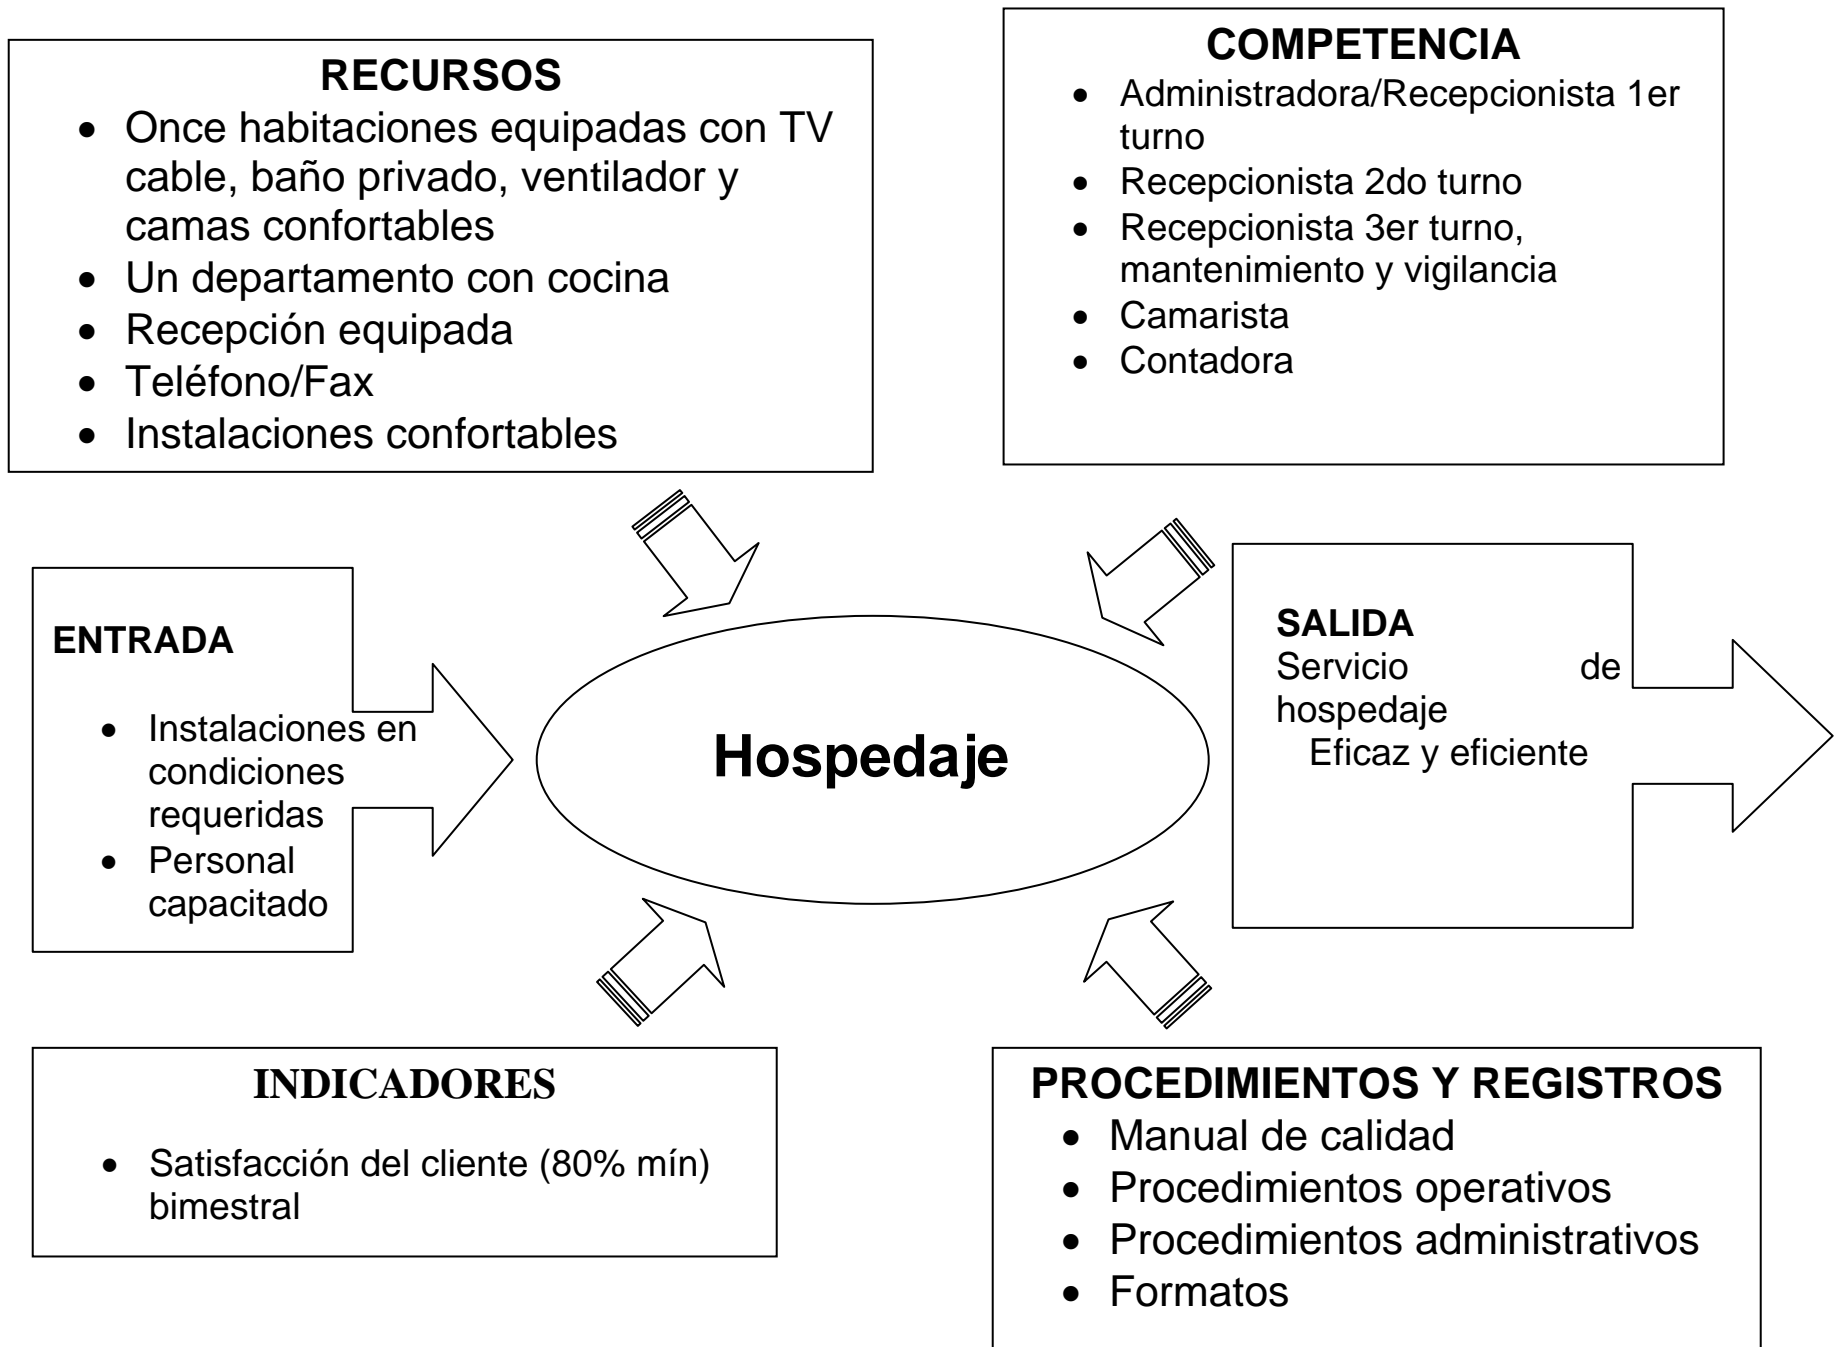 RECURSOS
• Once habitaciones equipadas con TV
cable, baño privado, ventilador y
camas confortables
• Un departamento con cocina
• Recepción equipada
• Teléfono/Fax
• Instalaciones confortables
COMPETENCIA
• Administradora/Recepcionista 1er
turno
• Recepcionista 2do turno
• Recepcionista 3er turno,
mantenimiento y vigilancia
• Camarista
• Contadora
ENTRADA
• Instalaciones en
condiciones
requeridas
• Personal
capacitado
Hospedaje
SALIDA
Servicio de
hospedaje
Eficaz y eficiente
INDICADORES
• Satisfacción del cliente (80% mín)
bimestral
PROCEDIMIENTOS Y REGISTROS
• Manual de calidad
• Procedimientos operativos
• Procedimientos administrativos
• Formatos